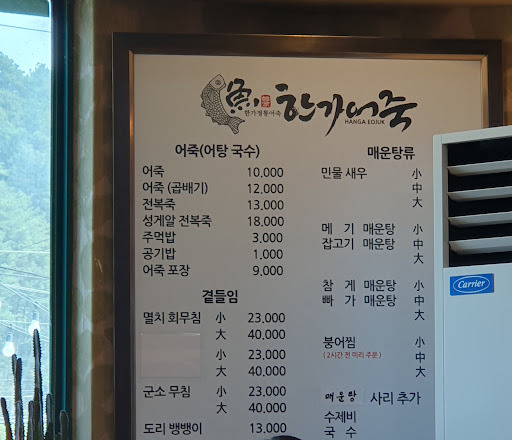 魚
한가정통어죽
한가어죽
HANGA EOJUK
어죽(어탕 국수)
어죽 10,000
어죽 (곱배기) 12,000
전복죽 13,000
성게알 전복죽 18,000
주먹밥 3,000
공기밥 1,000
어죽 포장 9,000
곁들임
멸치 회무침 小 23,000
大 40,000
小 23,000
大 40,000
군소 무침 小 23,000
大 40,000
도리 뱅뱅이 13,000
매운탕류
민물 새우 小
中
大
메기 매운탕 小
잡고기 매운탕 中
大
참게 매운탕 小
빠가 매운탕 中
大
붕어찜 小
( 2시간 전 미리 주문 ) 中
大
매운탕 사리 추가
수제비
국수
Carrier